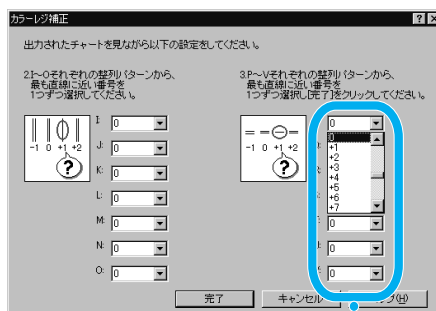 カラーレジ補正
出力されたチャートを見ながら以下の設定をしてください。
2.I~Oそれぞれの整列パターンから、
最も直線に近い番号を
1つずつ選択してください。
-1 0 +1 +2
?
I: 0
J: 0
K: 0
L: 0
M: 0
N: 0
O: 0
3.P~Vそれぞれの整列パターンから、
最も直線に近い番号を
1つずつ選択し[完了]をクリックしてください。
-1 0 +1 +2
?
0
0
+1
+2
+3
+4
+5
+6
+7
0
0
0
完了
キャンセル
(H)